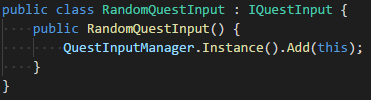 public class RandomQuestInput : IQuestInput {
    public RandomQuestInput() {
        QuestInputManager.Instance().Add(this);
    }
}